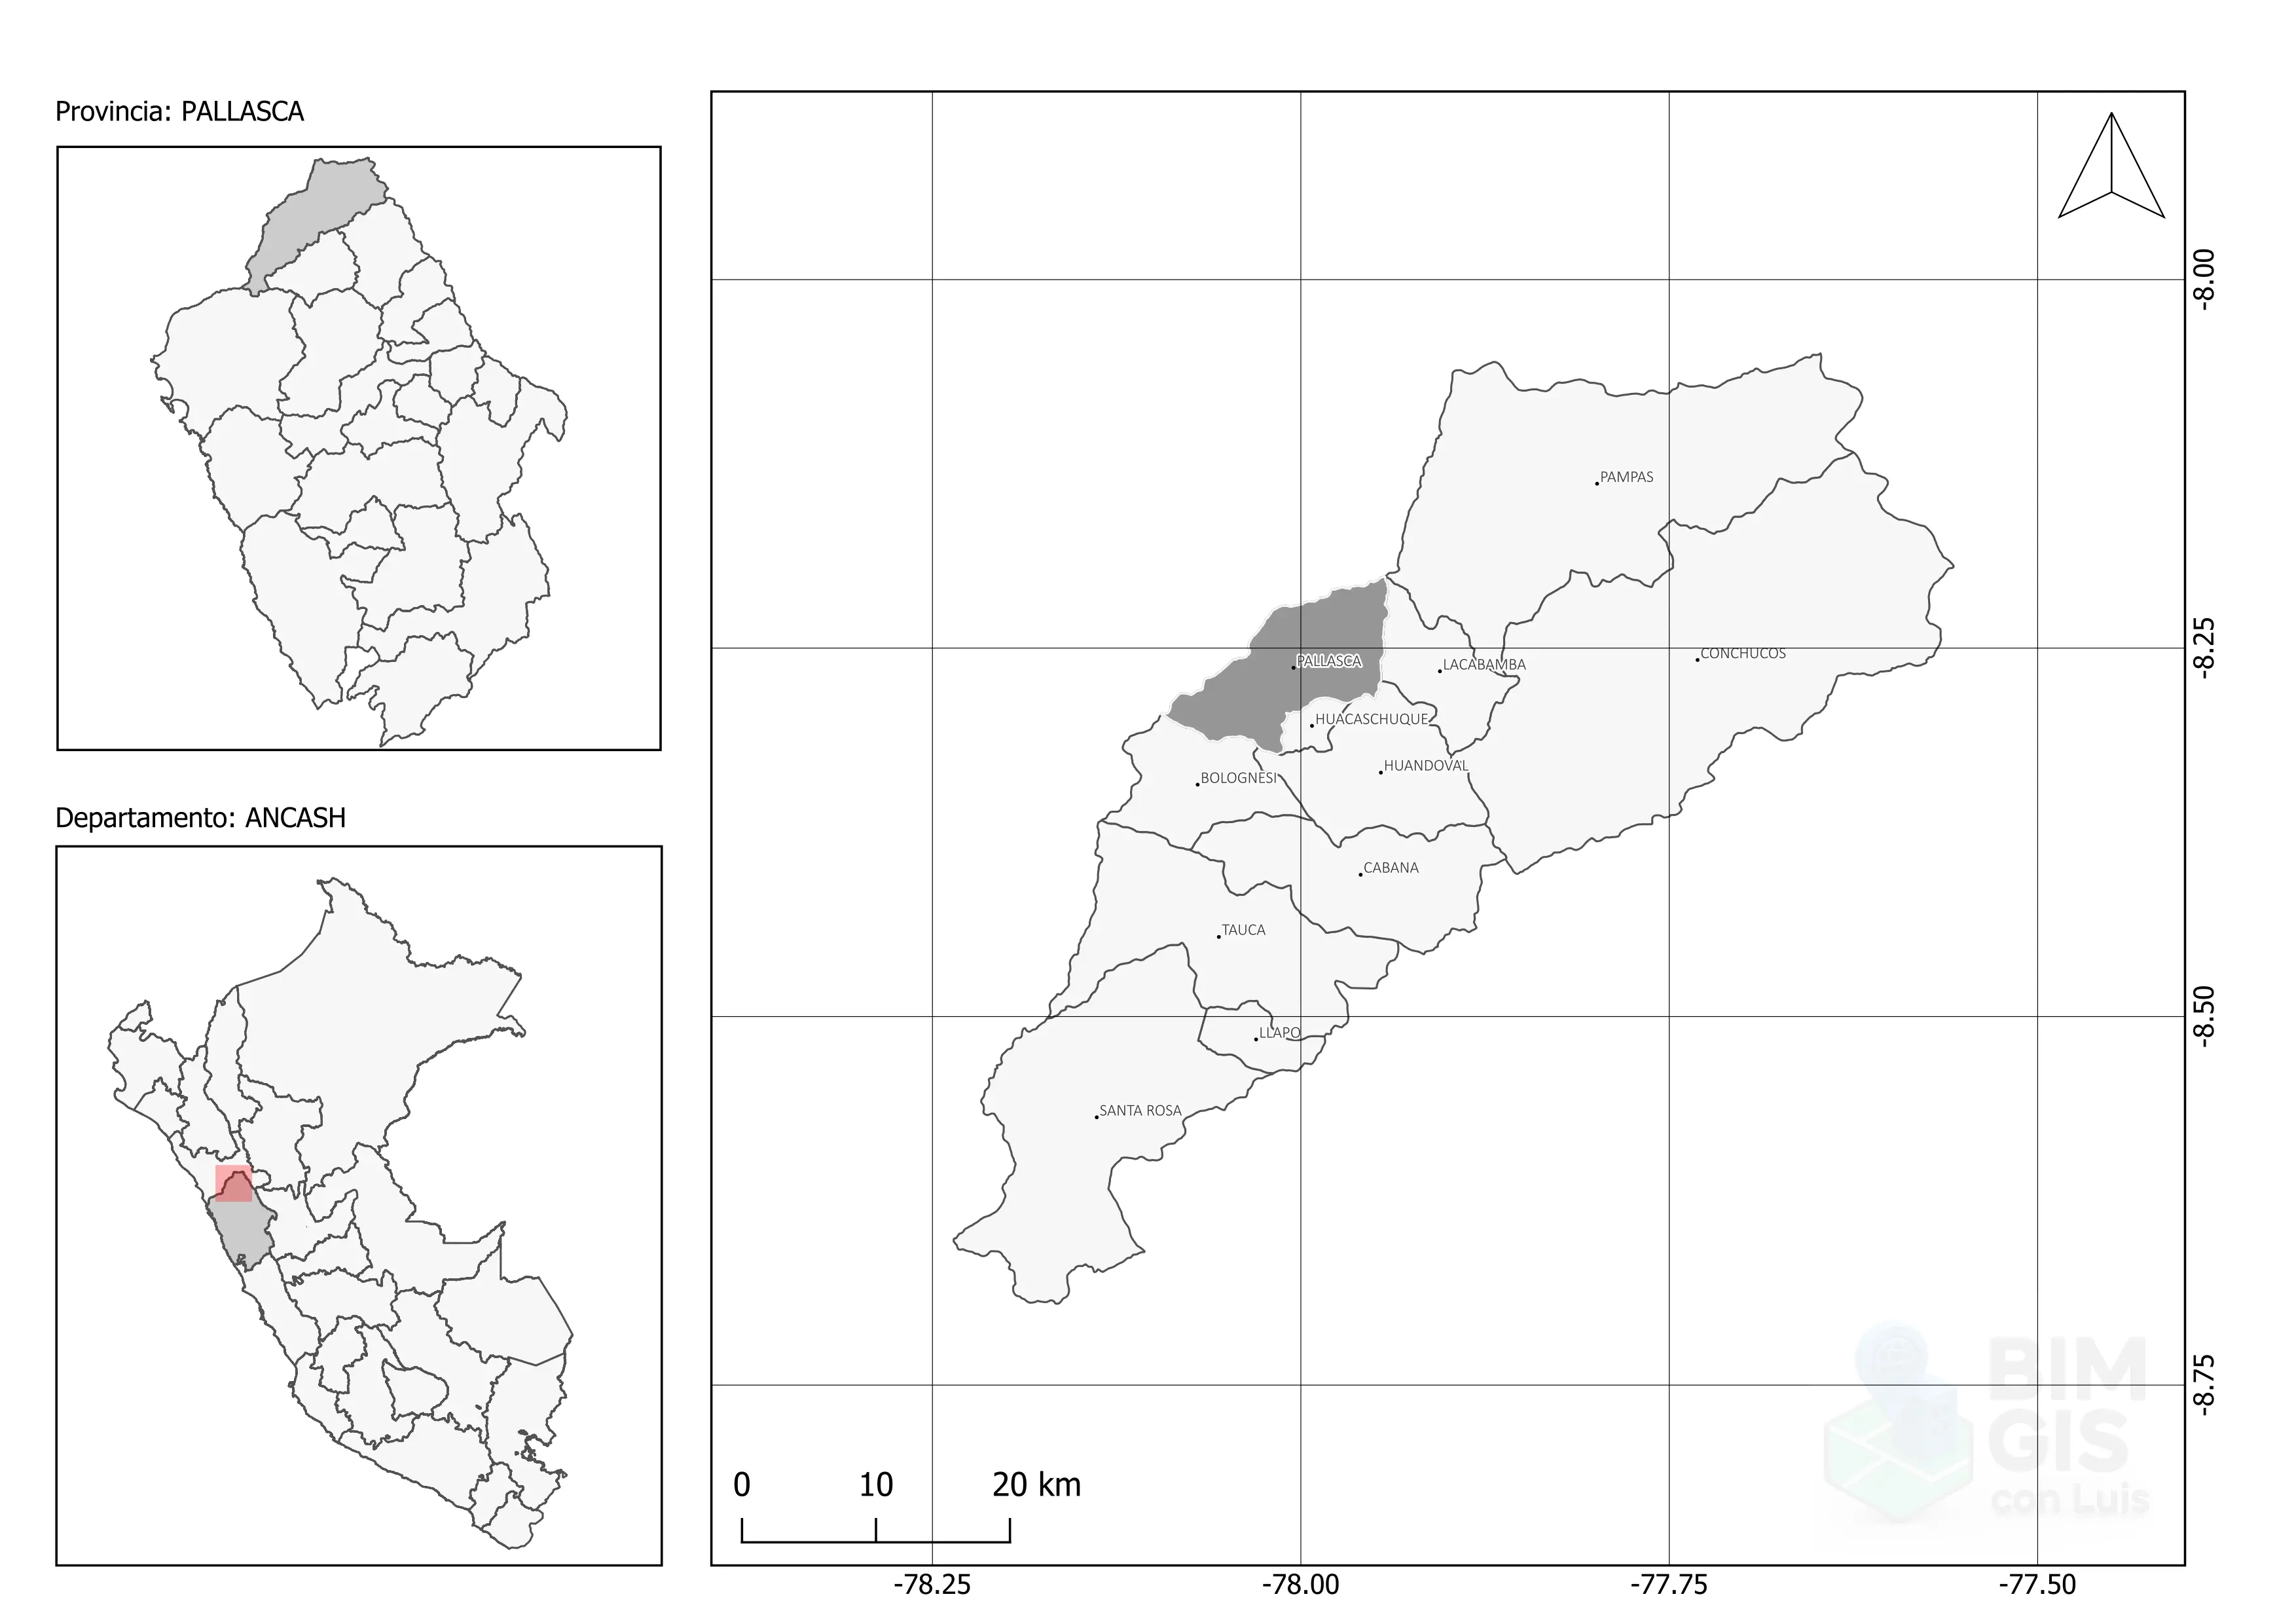 Provincia: PALLASCA
Departamento: ANCASH
PAMPAS
CONCHUCOS
PALLASCA
LACABAMBA
HUACASCHUQUE
HUANDOVAL
BOLOGNESI
CABANA
TAUCA
LLAPO
SANTA ROSA
-8.00
-8.25
-8.50
-8.75
0 10 20 km
-78.25 -78.00 -77.75 -77.50
BIM
GIS
con Luis